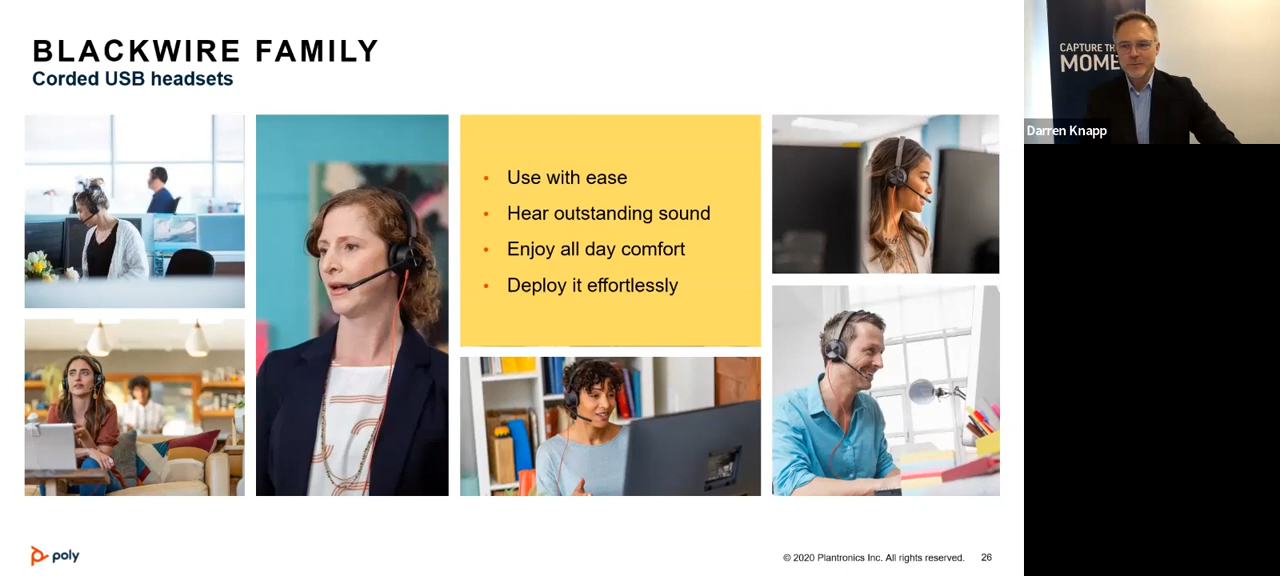 BLACKWIRE FAMILY
Corded USB headsets
• Use with ease
• Hear outstanding sound
• Enjoy all day comfort
• Deploy it effortlessly
poly
© 2020 Plantronics Inc. All rights reserved. 26
CAPTURE TH
MOME
Darren Knapp